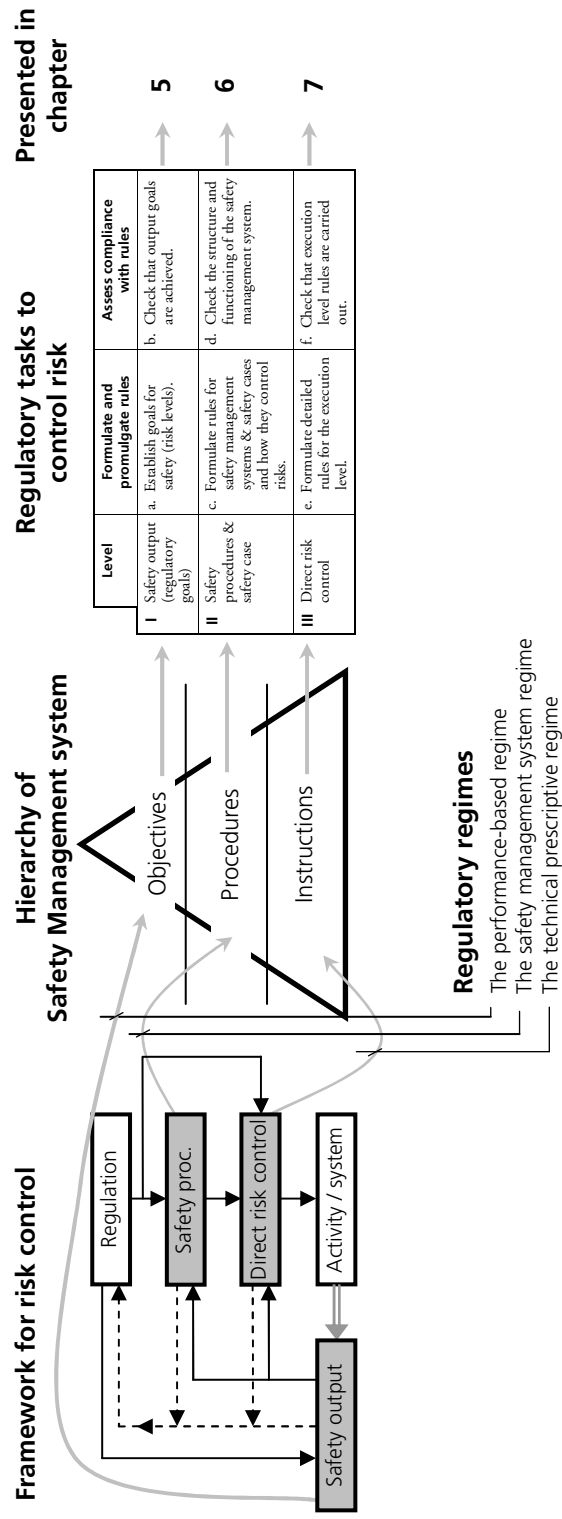 Framework for risk control
Regulation
Safety proc.
Direct risk control
Activity / system
Safety output
Hierarchy of
Safety Management system
Objectives
Procedures
Instructions
Regulatory regimes
The performance-based regime
The safety management system regime
The technical prescriptive regime
Regulatory tasks to
control risk
Level
Formulate and
promulgate rules
Assess compliance
with rules
I Safety output
(regulatory
goals)
a. Establish goals for
safety (risk levels).
b. Check that output goals
are achieved.
II Safety
procedures &
safety case
c. Formulate rules for
safety management
systems & safety cases
and how they control
risks.
d. Check the structure and
functioning of the safety
management system.
III Direct risk
control
e. Formulate detailed
rules for the execution
level.
f. Check that execution
level rules are carried
out.
Presented in
chapter
5
6
7